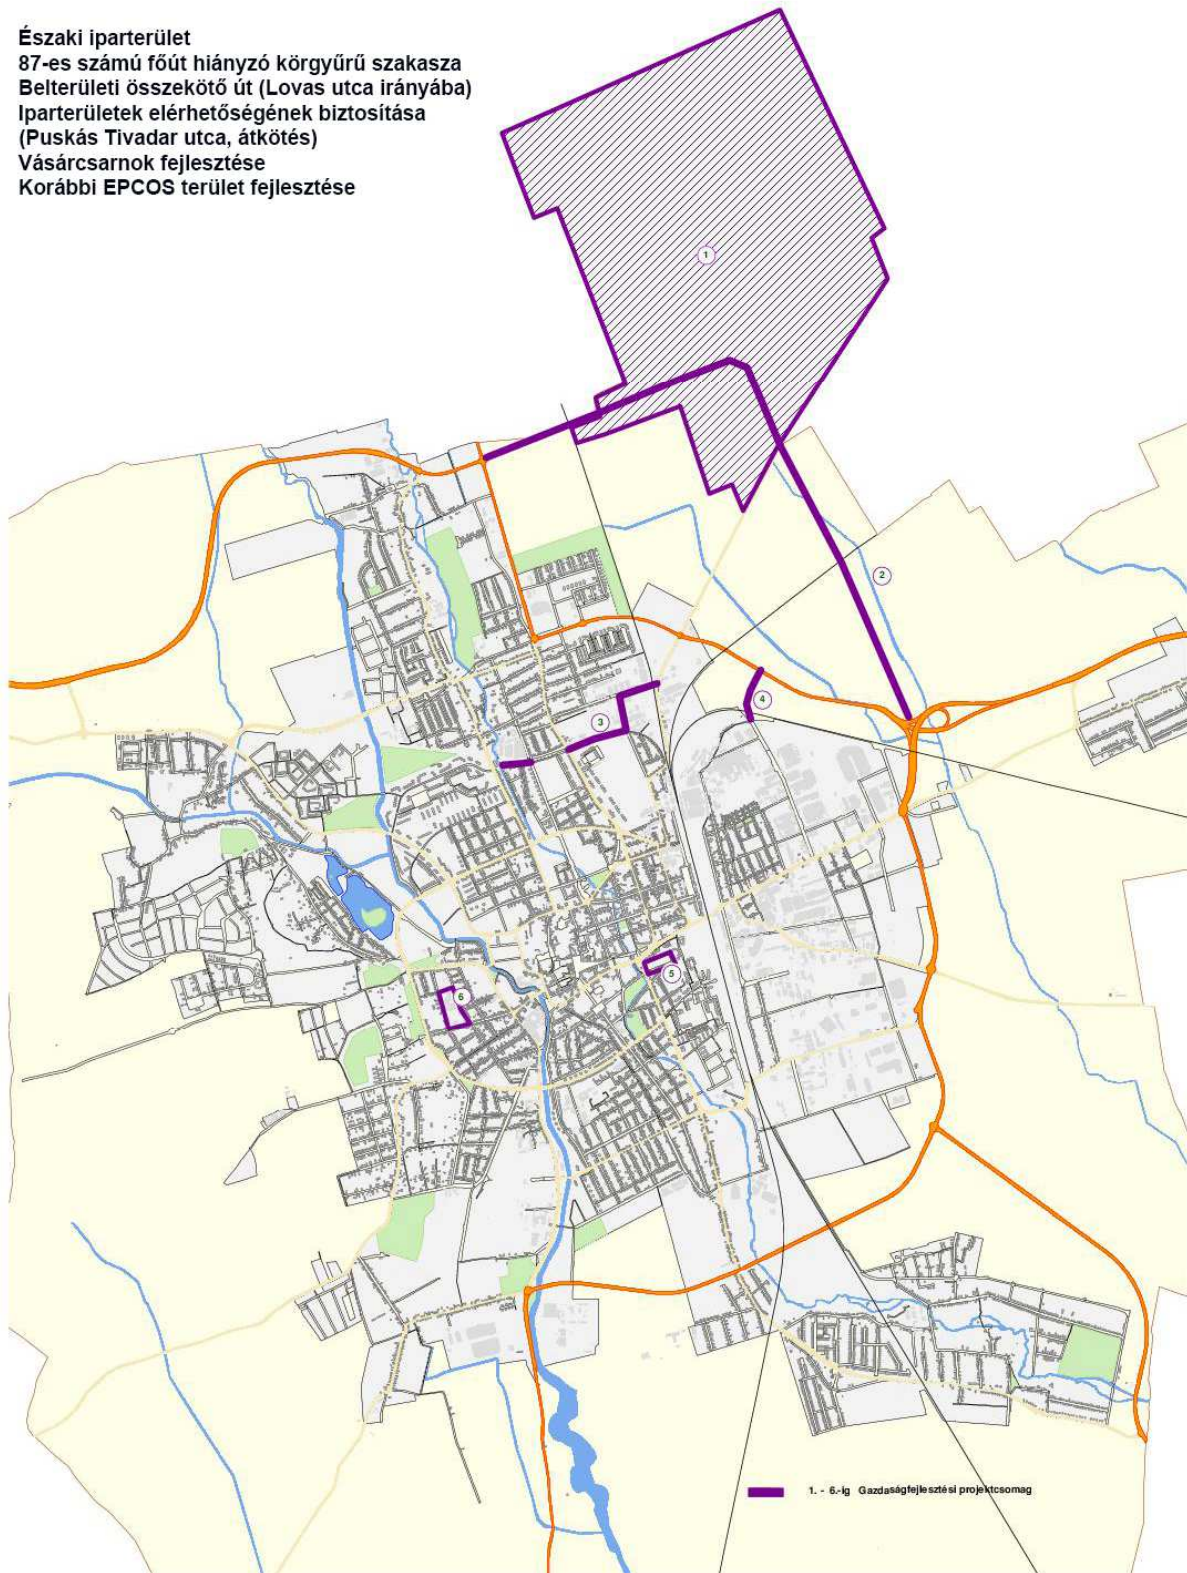 Északi iparterület
87-es számú főút hiányzó körgyűrű szakasza
Belterületi összekötő út (Lovas utca irányába)
Iparterületek elérhetőségének biztosítása
(Puskás Tivadar utca, átkötés)
Vásárcsarnok fejlesztése
Korábbi EPCOS terület fejlesztése
1
2
4
3
5
6
1. - 6.-ig Gazdaságfejlesztési projektcsomag